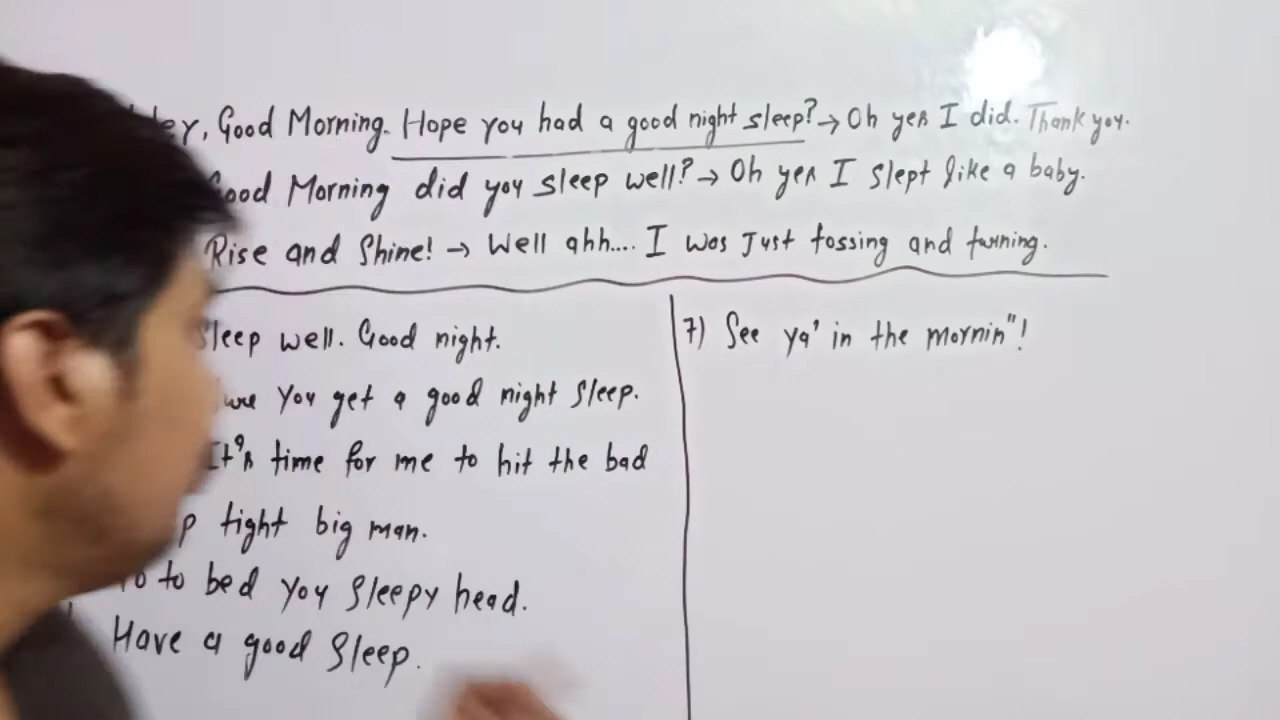 Good Morning. Hope you had a good night sleep? → Oh yes I did. Thank you.
Good Morning did you sleep well? → Oh yes I slept like a baby.
Rise and Shine! → Well ahh.... I was Just tossing and turning.
Sleep well. Good night.
you get a good night sleep.
It's time for me to hit the bad
tight big man.
to bed you sleepy head.
Have a good sleep.
7) See ya' in the mornin"!